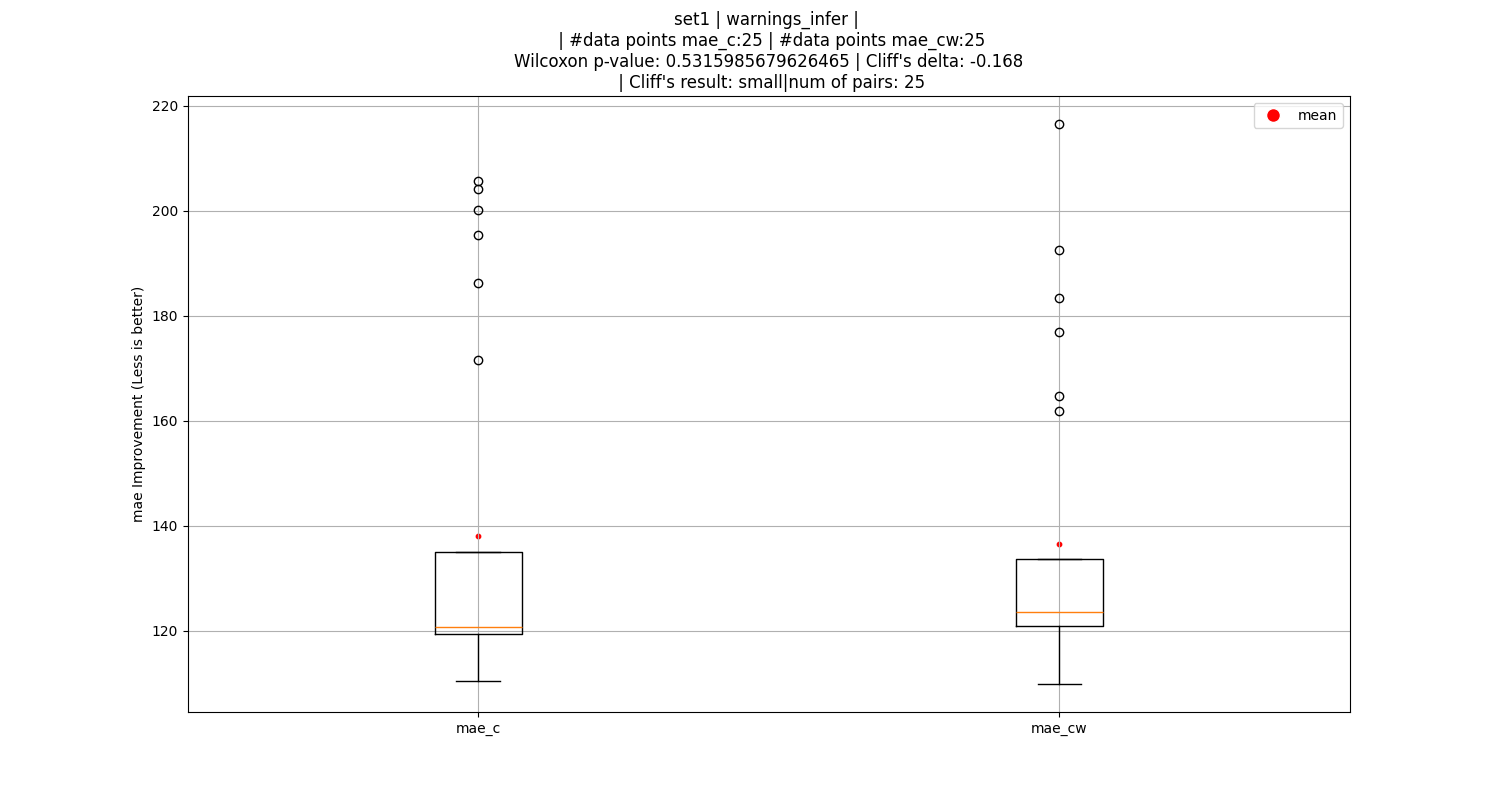 set1 | warnings_infer |
| #data points mae_c:25 | #data points mae_cw:25
Wilcoxon p-value: 0.5315985679626465 | Cliff's delta: -0.168
| Cliff's result: small|num of pairs: 25
mean
220
200
180
160
140
120
mae Improvement (Less is better)
mae_c
mae_cw